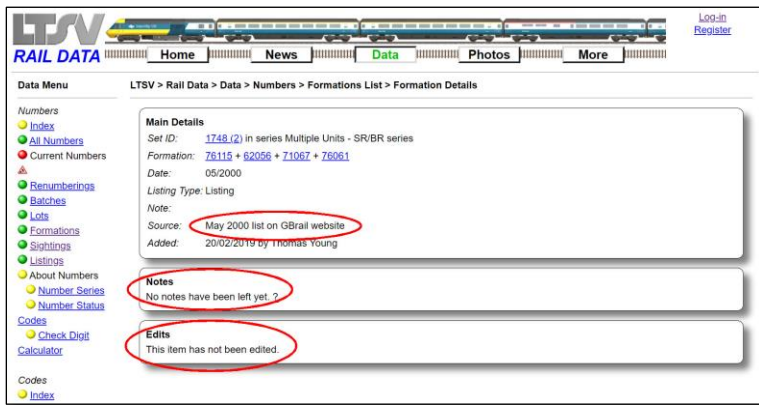 LTSV
RAIL DATA
Home
News
Data
Photos
More
Log-in
Register
Data Menu
LTSV > Rail Data > Data > Numbers > Formations List > Formation Details
Numbers
Index
All Numbers
Current Numbers
Renumberings
Batches
Lots
Formations
Sightings
Listings
About Numbers
Number Series
Number Status
Codes
Check Digit
Calculator
Codes
Index
Main Details
Set ID: 1748 (2) in series Multiple Units - SR/BR series
Formation: 76115 + 62056 + 71067 + 76061
Date: 05/2000
Listing Type: Listing
Note:
Source: May 2000 list on GBrail website
Added: 20/02/2019 by Thomas Young
Notes
No notes have been left yet. ?
Edits
This item has not been edited.